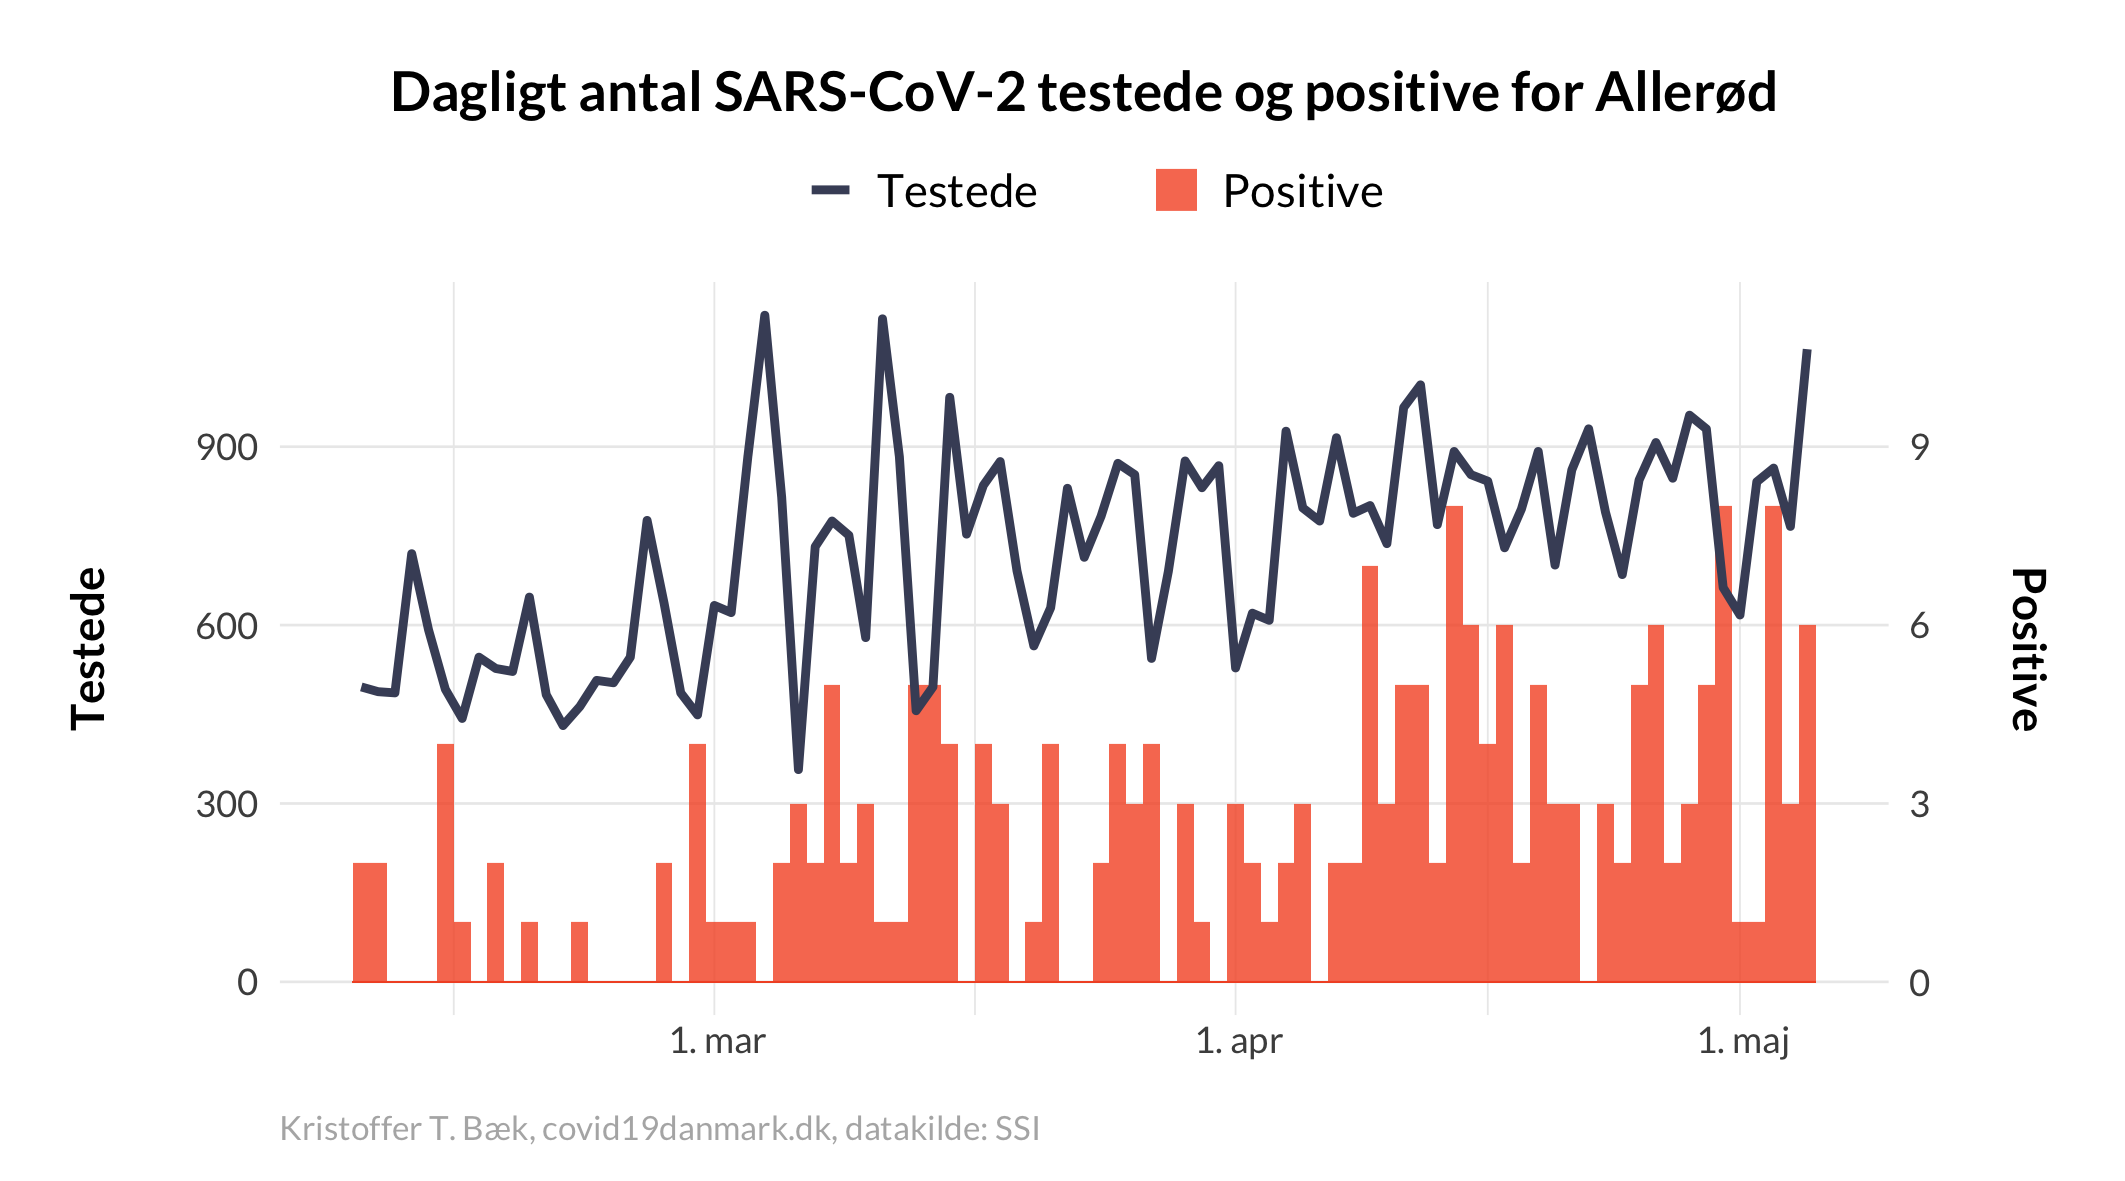 Dagligt antal SARS-CoV-2 testede og positive for Allerød
Testede
Positive
900
600
300
0
9
6
3
0
Testede
Positive
1. mar
1. apr
1. maj
Kristoffer T. Bæk, covid19danmark.dk, datakilde: SSI